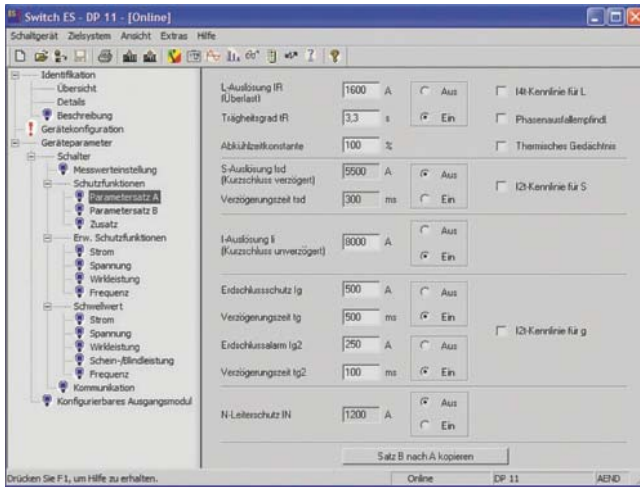 Switch ES - DP 11 - [Online]
Schaltgerät Zielsystem Ansicht Extras Hilfe
Identifikation
Übersicht
Details
Beschreibung
Gerätekonfiguration
Geräteparameter
Schalter
Messwerteinstellung
Schutzfunktionen
Parametersatz A
Parametersatz B
Zusatz
Erw. Schutzfunktionen
Strom
Spannung
Wirkleistung
Frequenz
Schwellwert
Strom
Spannung
Wirkleistung
Schein-/Blindleistung
Frequenz
Kommunikation
Konfigurierbares Ausgangsmodul
L-Auslösung IR (Überlast) 1600 A Aus I4t-Kennlinie für L
Trägheitsgrad tR 3,3 s Ein Phasenausfallempfindl.
Abkühlzeitkonstante 100 % Thermisches Gedächtnis
S-Auslösung Isd (Kurzschluss verzögert) 5500 A Aus I2t-Kennlinie für S
Verzögerungszeit tsd 300 ms Ein
I-Auslösung Ii (Kurzschluss unverzögert) 8000 A Aus
Ein
Erdschlussschutz Ig 500 A Aus
Verzögerungszeit tg 500 ms Ein I2t-Kennlinie für g
Erdschlussalarm Ig2 250 A Aus
Verzögerungszeit tg2 100 ms Ein
N-Leiterschutz IN 1200 A Aus
Ein
Satz B nach A kopieren
Drücken Sie F1, um Hilfe zu erhalten. Online DP 11 AEND